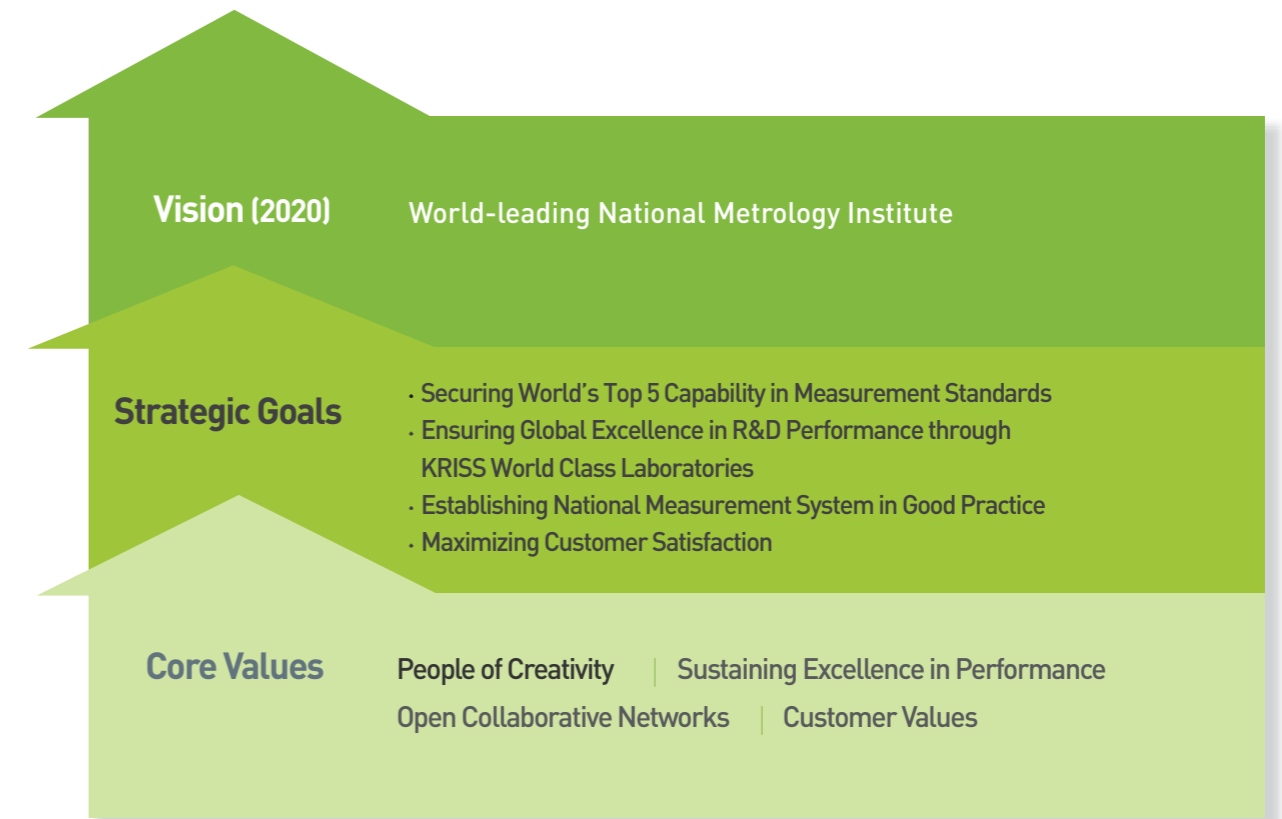 Vision (2020)
World-leading National Metrology Institute
Strategic Goals
· Securing World's Top 5 Capability in Measurement Standards
· Ensuring Global Excellence in R&D Performance through
KRISS World Class Laboratories
· Establishing National Measurement System in Good Practice
· Maximizing Customer Satisfaction
Core Values
People of Creativity | Sustaining Excellence in Performance
Open Collaborative Networks | Customer Values